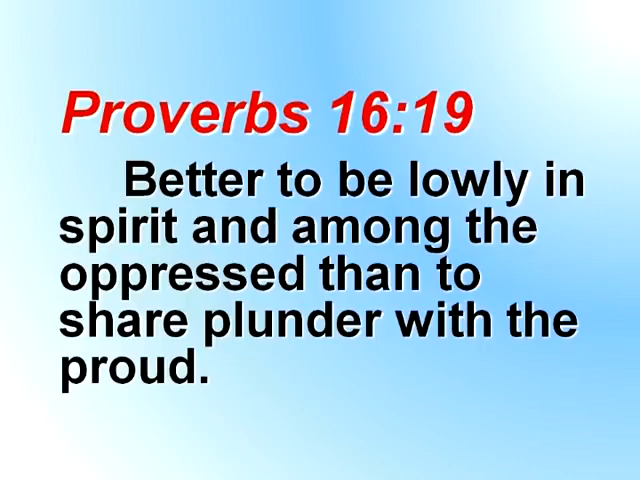 Proverbs 16:19
Better to be lowly in
spirit and among the
oppressed than to
share plunder with the
proud.